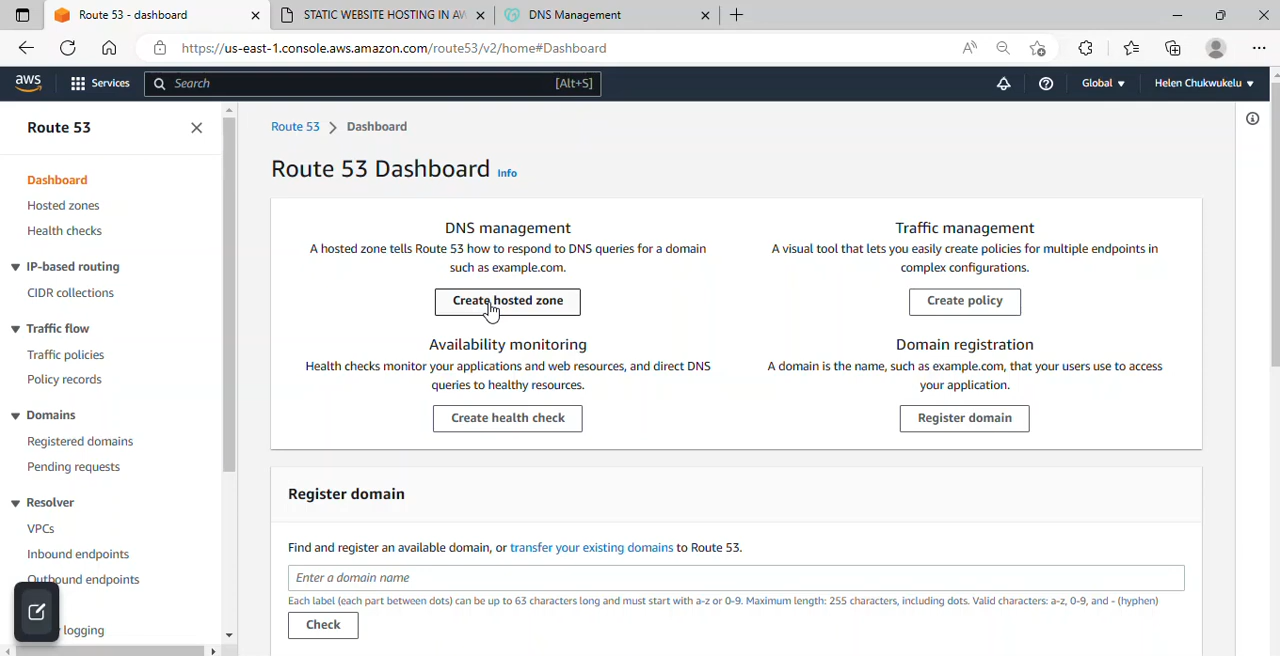 Route 53 - dashboard
STATIC WEBSITE HOSTING IN AW
DNS Management
https://us-east-1.console.aws.amazon.com/route53/v2/home#Dashboard
aws
Services
Search
[Alt+S]
Global
Helen Chukwukelu
Route 53
Dashboard
Hosted zones
Health checks
IP-based routing
CIDR collections
Traffic flow
Traffic policies
Policy records
Domains
Registered domains
Pending requests
Resolver
VPCs
Inbound endpoints
Outbound endpoints
logging
Route 53 > Dashboard
Route 53 Dashboard Info
DNS management
A hosted zone tells Route 53 how to respond to DNS queries for a domain
such as example.com.
Create hosted zone
Traffic management
A visual tool that lets you easily create policies for multiple endpoints in
complex configurations.
Create policy
Availability monitoring
Health checks monitor your applications and web resources, and direct DNS
queries to healthy resources.
Create health check
Domain registration
A domain is the name, such as example.com, that your users use to access
your application.
Register domain
Register domain
Find and register an available domain, or transfer your existing domains to Route 53.
Enter a domain name
Each label (each part between dots) can be up to 63 characters long and must start with a-z or 0-9. Maximum length: 255 characters, including dots. Valid characters: a-z, 0-9, and - (hyphen)
Check